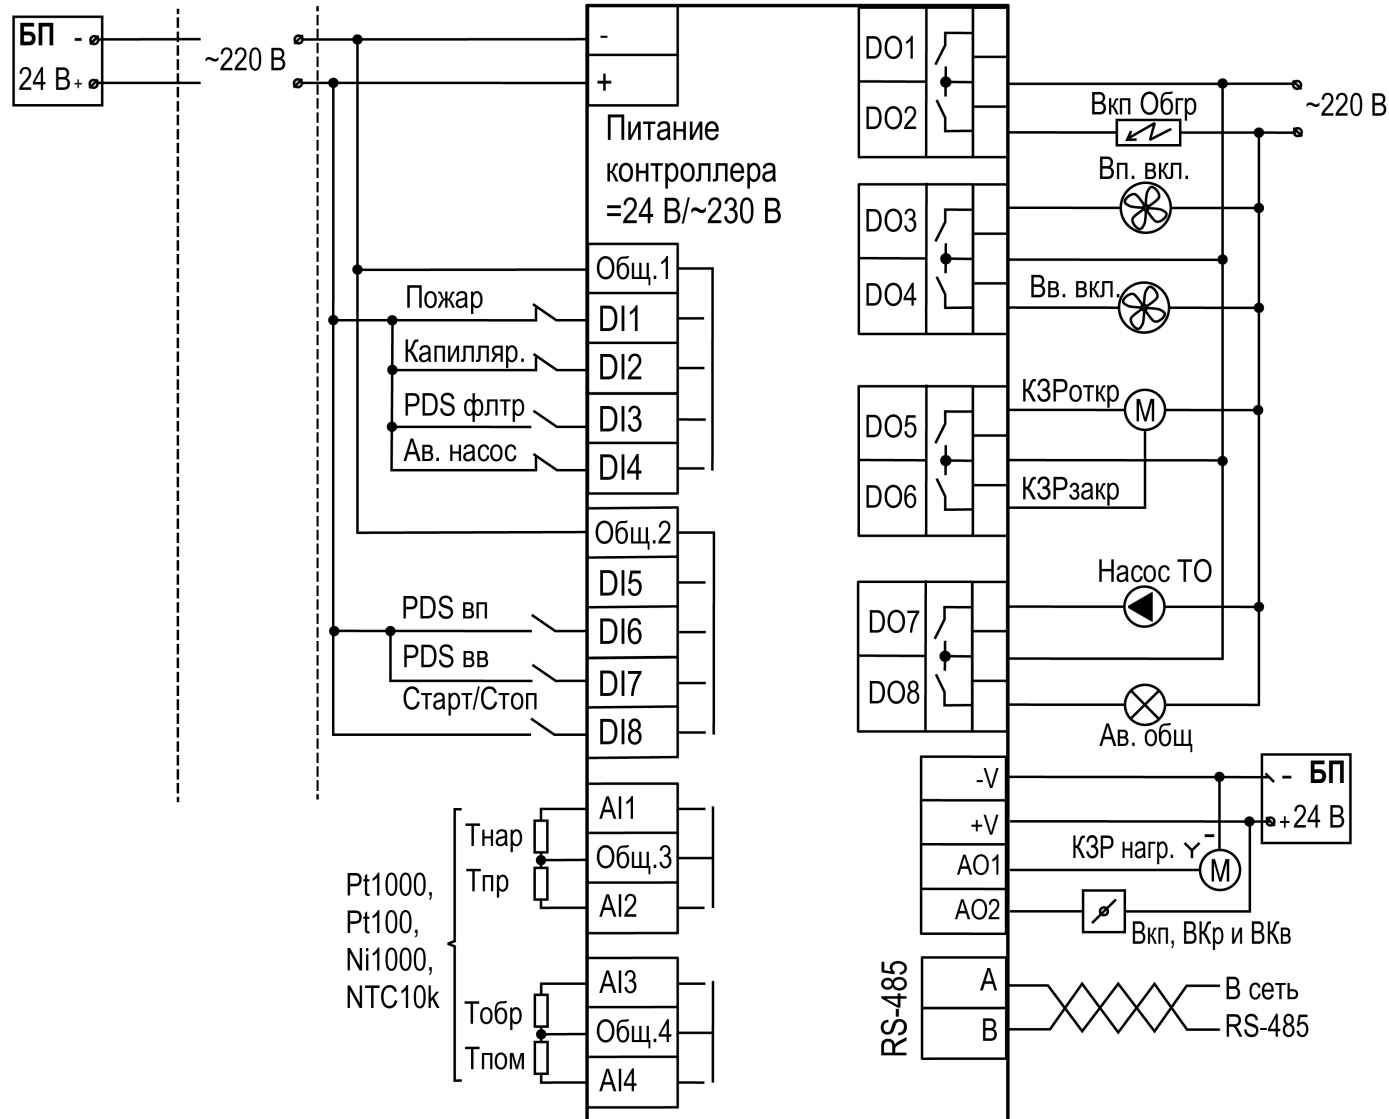 БП -
24 В +
~220 В
-
+
Питание
контроллера
=24 В/~230 В
Общ.1
Пожар
DI1
Капилляр.
DI2
PDS флтр
DI3
Ав. насос
DI4
Общ.2
DI5
PDS вп
DI6
PDS вв
DI7
Старт/Стоп
DI8
AI1
Тнар
Общ.3
Тпр
AI2
Pt1000,
Pt100,
Ni1000,
NTC10k
AI3
Тобр
Общ.4
Тпом
AI4
DO1
DO2
Вкп Обгр
~220 В
Вп. вкл.
DO3
DO4
Вв. вкл.
КЗРоткр
M
DO5
DO6
КЗРзакр
Насос ТО
DO7
DO8
Ав. общ
-V
- БП
+V
+ 24 В
КЗР нагр. Y -
AO1
M
AO2
Вкп, ВКр и ВКв
RS-485
A
B
В сеть
RS-485